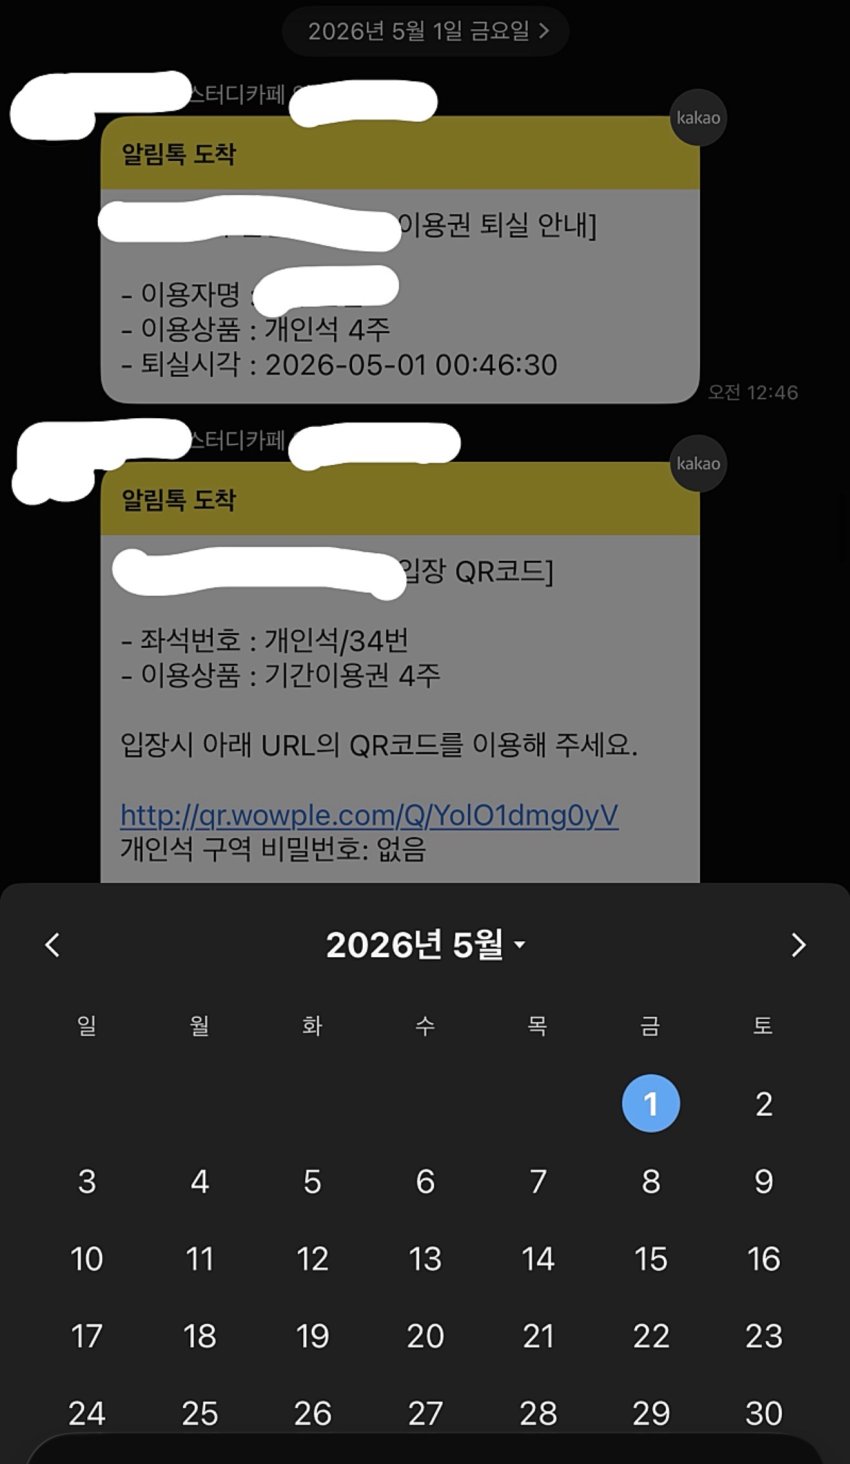 2026년 5월 1일 금요일 >
스터디카페
kakao
알림톡 도착
이용권 퇴실 안내]
- 이용자명 :
- 이용상품 : 개인석 4주
- 퇴실시각 : 2026-05-01 00:46:30
오전 12:46
스터디카페
kakao
알림톡 도착
입장 QR코드]
- 좌석번호 : 개인석/34번
- 이용상품 : 기간이용권 4주
입장시 아래 URL의 QR코드를 이용해 주세요.
http://qr.wowple.com/Q/YolO1dmg0yV
개인석 구역 비밀번호: 없음
2026년 5월
일 월 화 수 목 금 토
1 2
3 4 5 6 7 8 9
10 11 12 13 14 15 16
17 18 19 20 21 22 23
24 25 26 27 28 29 30